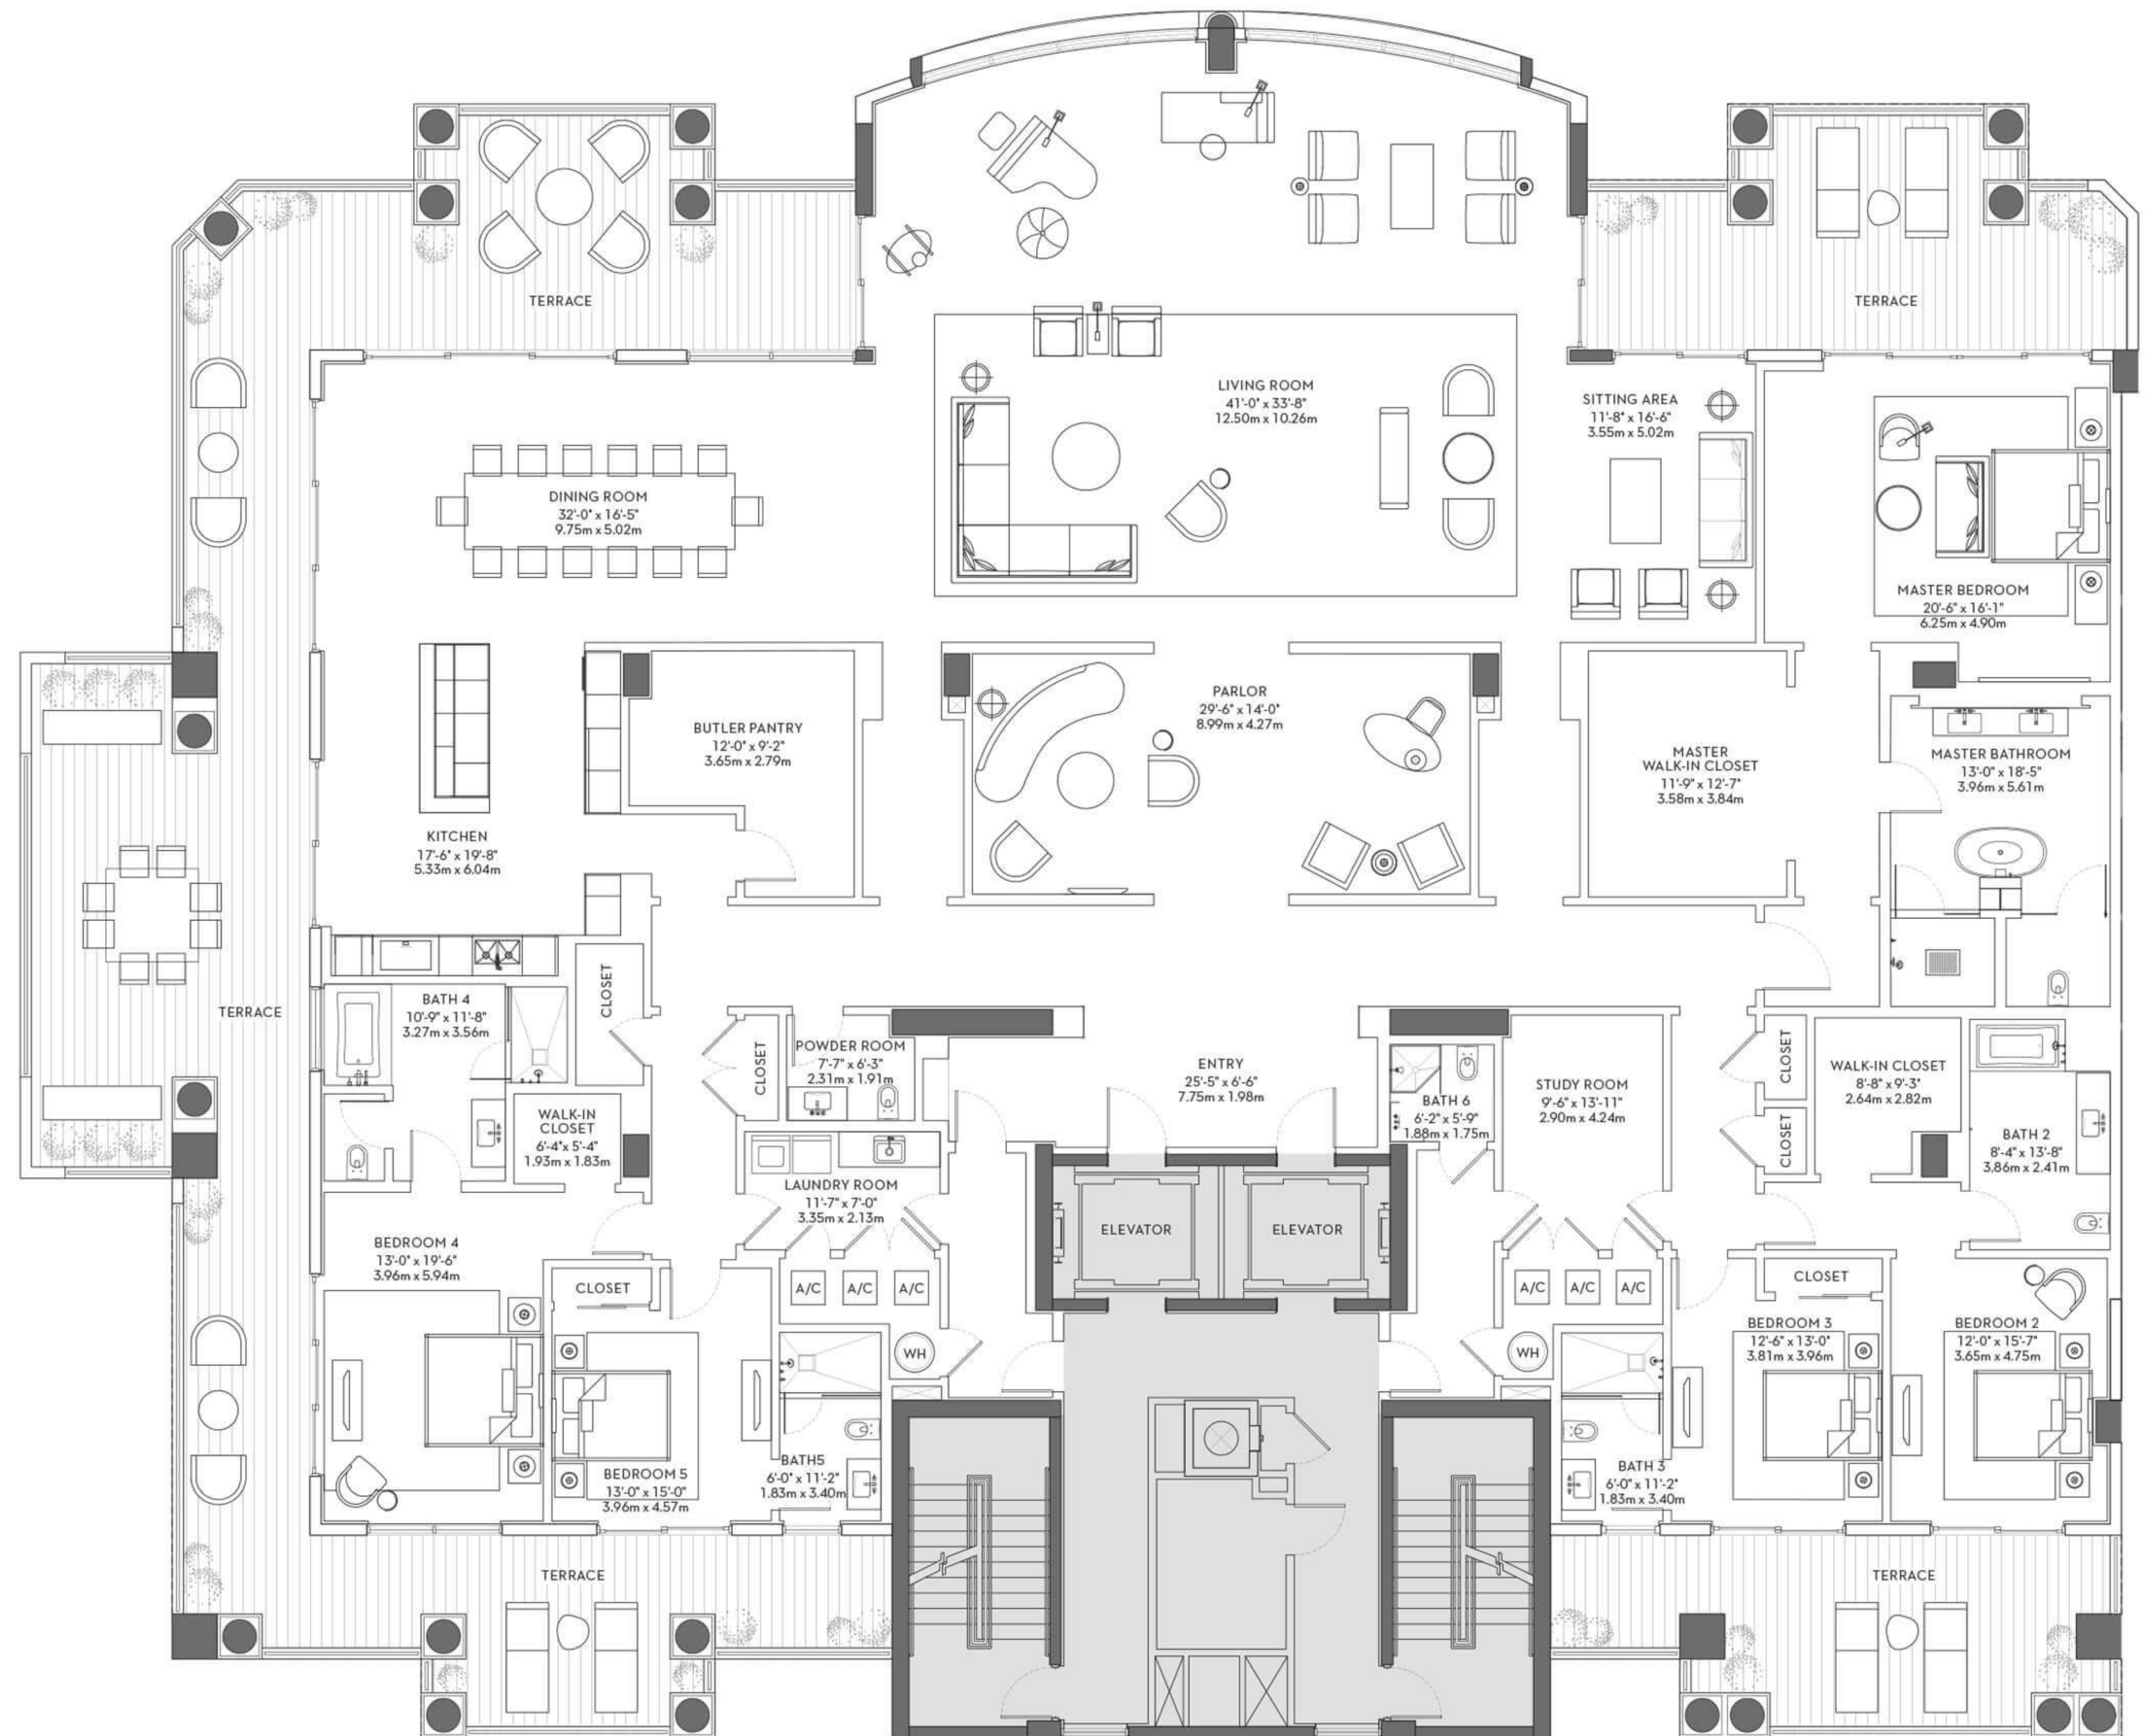 TERRACE
TERRACE
LIVING ROOM
41'-0" x 33'-8"
12.50m x 10.26m
SITTING AREA
11'-8" x 16'-6"
3.55m x 5.02m
DINING ROOM
32'-0" x 16'-5"
9.75m x 5.02m
MASTER BEDROOM
20'-6" x 16'-1"
6.25m x 4.90m
BUTLER PANTRY
12'-0" x 9'-2"
3.65m x 2.79m
PARLOR
29'-6" x 14'-0"
8.99m x 4.27m
MASTER
WALK-IN CLOSET
11'-9" x 12'-7"
3.58m x 3.84m
MASTER BATHROOM
13'-0" x 18'-5"
3.96m x 5.61m
KITCHEN
17'-6" x 19'-8"
5.33m x 6.04m
TERRACE
BATH 4
10'-9" x 11'-8"
3.27m x 3.56m
CLOSET
CLOSET
POWDER ROOM
7'-7" x 6'-3"
2.31m x 1.91m
ENTRY
25'-5" x 6'-6"
7.75m x 1.98m
BATH 6
6'-2" x 5'-9"
1.88m x 1.75m
STUDY ROOM
9'-6" x 13'-11"
2.90m x 4.24m
CLOSET
CLOSET
WALK-IN CLOSET
8'-8" x 9'-3"
2.64m x 2.82m
BATH 2
8'-4" x 13'-8"
3.86m x 2.41m
WALK-IN
CLOSET
6'-4"x 5'-4"
1.93m x 1.83m
LAUNDRY ROOM
11'-7" x 7'-0"
3.35m x 2.13m
ELEVATOR
ELEVATOR
BEDROOM 4
13'-0" x 19'-6"
3.96m x 5.94m
CLOSET
A/C
A/C
A/C
WH
A/C
A/C
A/C
WH
CLOSET
BEDROOM 3
12'-6" x 13'-0"
3.81m x 3.96m
BEDROOM 2
12'-0" x 15'-7"
3.65m x 4.75m
BEDROOM 5
13'-0" x 15'-0"
3.96m x 4.57m
BATH5
6'-0" x 11'-2"
1.83m x 3.40m
BATH 3
6'-0" x 11'-2"
1.83m x 3.40m
TERRACE
TERRACE